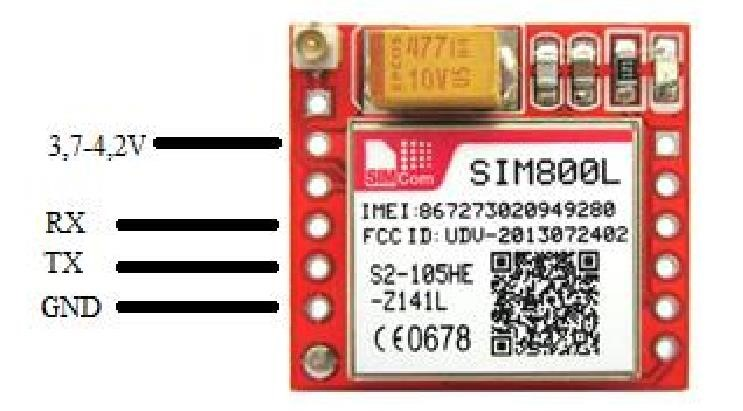 EPCOS 477
10V
3,7-4,2V
SIMCom SIM800L
RX
IMEI:867273020949280
FCC ID: UDV-2013072402
TX
S2-105HE
-Z141L
GND
CE0678